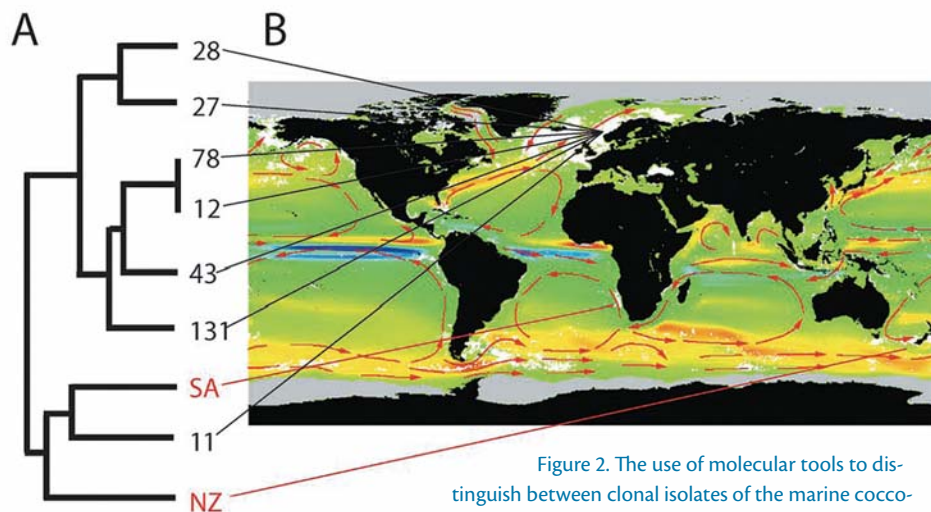 A
B
28
27
78
12
43
131
SA
11
NZ
Figure 2. The use of molecular tools to dis-
tinguish between clonal isolates of the marine cocco-